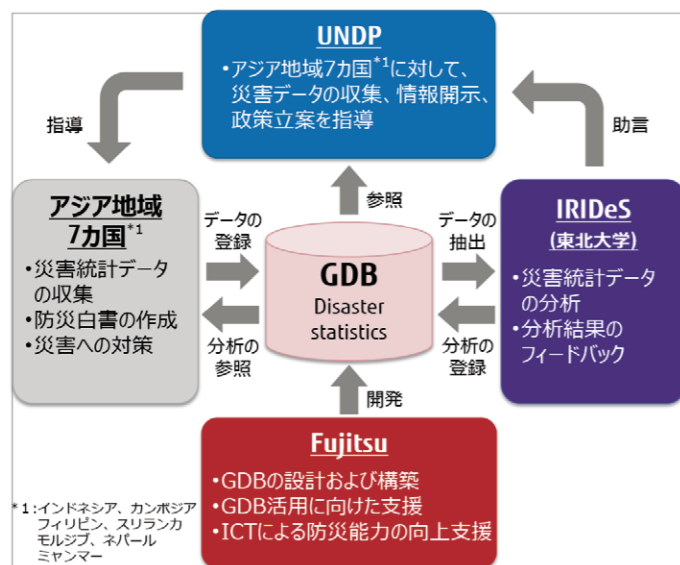 UNDP
•アジア地域7カ国*1に対して、
災害データの収集、情報開示、
政策立案を指導
指導
助言
参照
アジア地域
7カ国*1
•災害統計データ
の収集
•防災白書の作成
•災害への対策
データの
登録
分析の
参照
GDB
Disaster
statistics
データの
抽出
分析の
登録
IRIDeS
(東北大学)
•災害統計データ
の分析
•分析結果の
フィードバック
開発
Fujitsu
•GDBの設計および構築
•GDB活用に向けた支援
•ICTによる防災能力の向上支援
*1:インドネシア、カンボジア
フィリピン、スリランカ
モルジブ、ネパール
ミャンマー